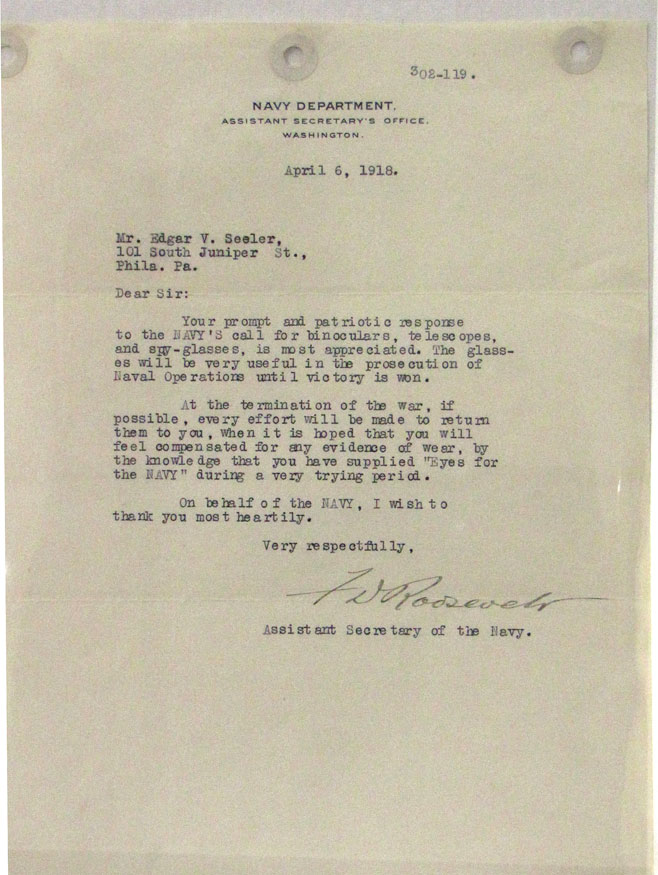 302-119.
NAVY DEPARTMENT.
ASSISTANT SECRETARY'S OFFICE.
WASHINGTON.
April 6, 1918.
Mr. Edgar V. Seeler,
101 South Juniper St.,
Phila. Pa.
Dear Sir:
Your prompt and patriotic response
to the NAVY'S call for binoculars, telescopes,
and spy-glasses, is most appreciated. The glass-
es will be very useful in the prosecution of
Naval Operations until victory is won.
At the termination of the war, if
possible, every effort will be made to return
them to you, when it is hoped that you will
feel compensated for any evidence of wear, by
the knowledge that you have supplied "Eyes for
the NAVY" during a very trying period.
On behalf of the NAVY, I wish to
thank you most heartily.
Very respectfully,
F D Roosevelt
Assistant Secretary of the Navy.